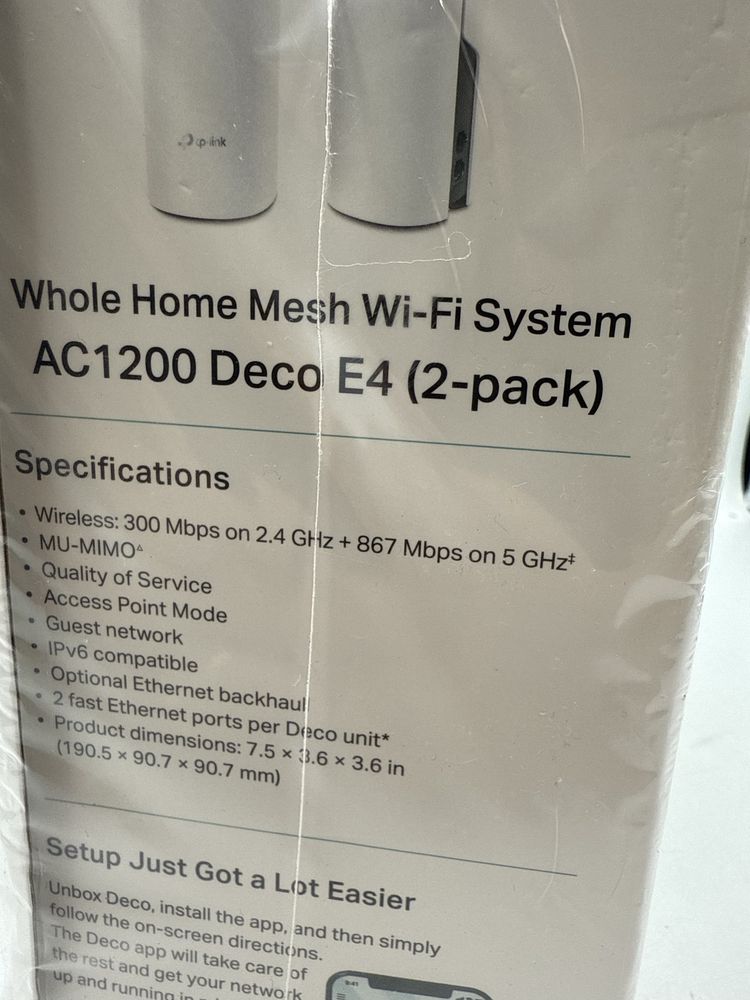 tp-link
Whole Home Mesh Wi-Fi System
AC1200 Deco E4 (2-pack)
Specifications
• Wireless: 300 Mbps on 2.4 GHz + 867 Mbps on 5 GHz‡
• MU-MIMO△
• Quality of Service
• Access Point Mode
• Guest network
• IPv6 compatible
• Optional Ethernet backhaul
• 2 fast Ethernet ports per Deco unit*
• Product dimensions: 7.5 × 3.6 × 3.6 in
(190.5 × 90.7 × 90.7 mm)
Setup Just Got a Lot Easier
Unbox Deco, install the app, and then simply
follow the on-screen directions.
The Deco app will take care of
the rest and get your network
up and running in
9:41